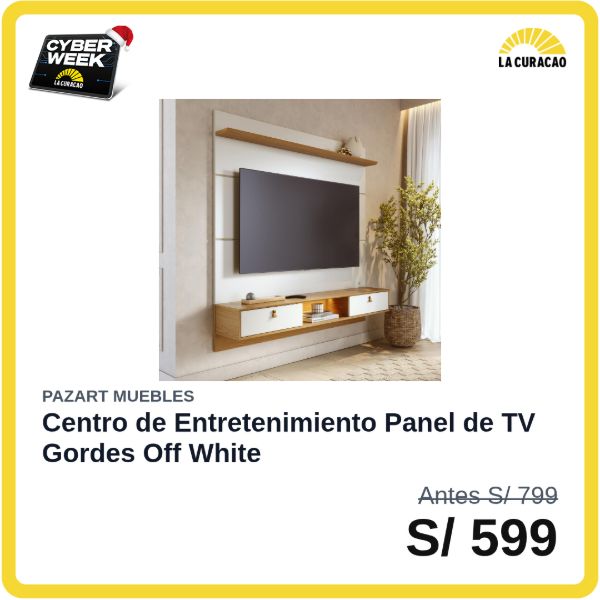 CYBER
WEEK
LA CURACAO
LA CURACAO
PAZART MUEBLES
Centro de Entretenimiento Panel de TV
Gordes Off White
Antes S/ 799
S/ 599